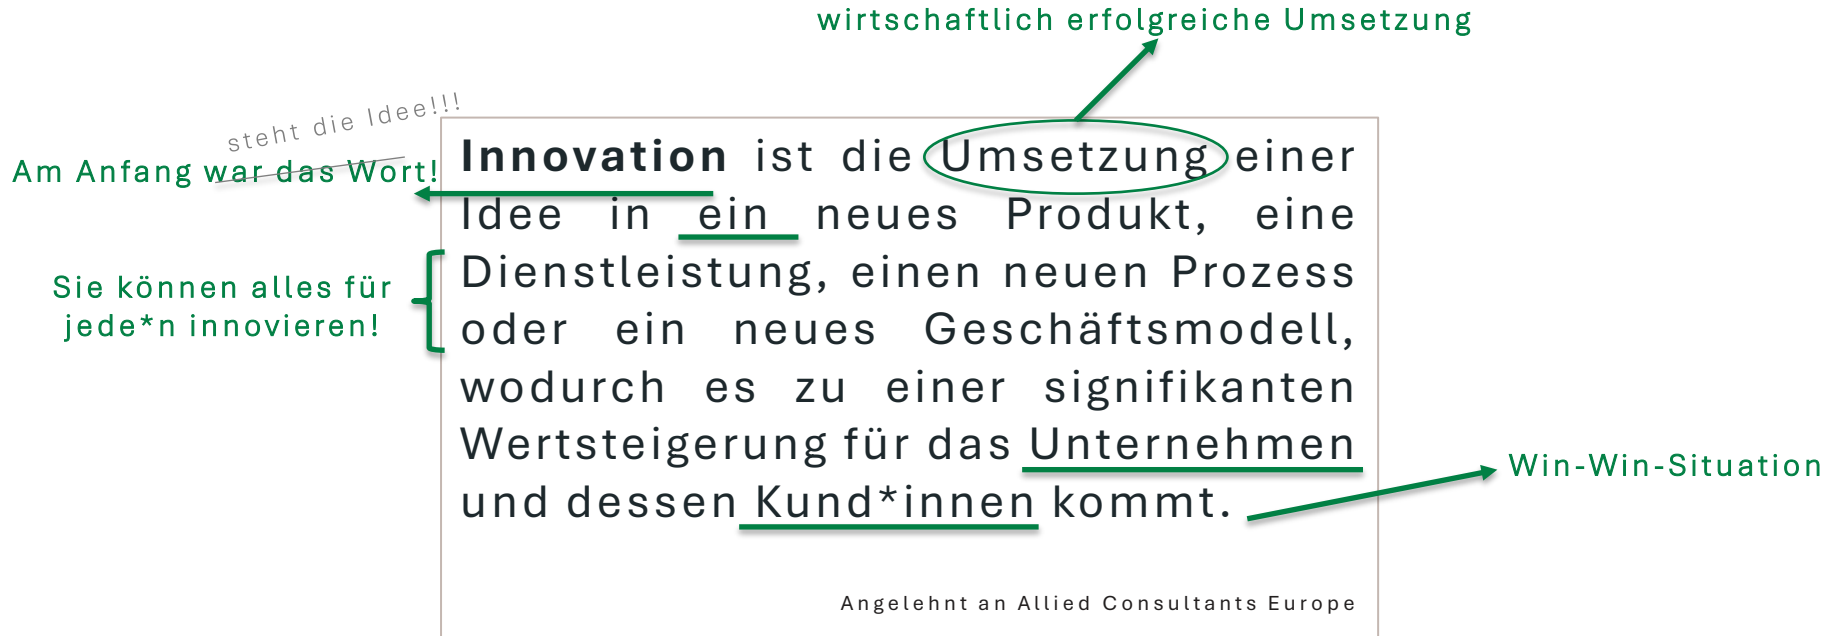 wirtschaftlich erfolgreiche Umsetzung
steht die Idee!!!
Am Anfang war das Wort!
Innovation ist die Umsetzung einer
Idee in ein neues Produkt, eine
Dienstleistung, einen neuen Prozess
oder ein neues Geschäftsmodell,
wodurch es zu einer signifikanten
Wertsteigerung für das Unternehmen
und dessen Kund*innen kommt.
Sie können alles für
jede*n innovieren!
Win-Win-Situation
Angelehnt an Allied Consultants Europe